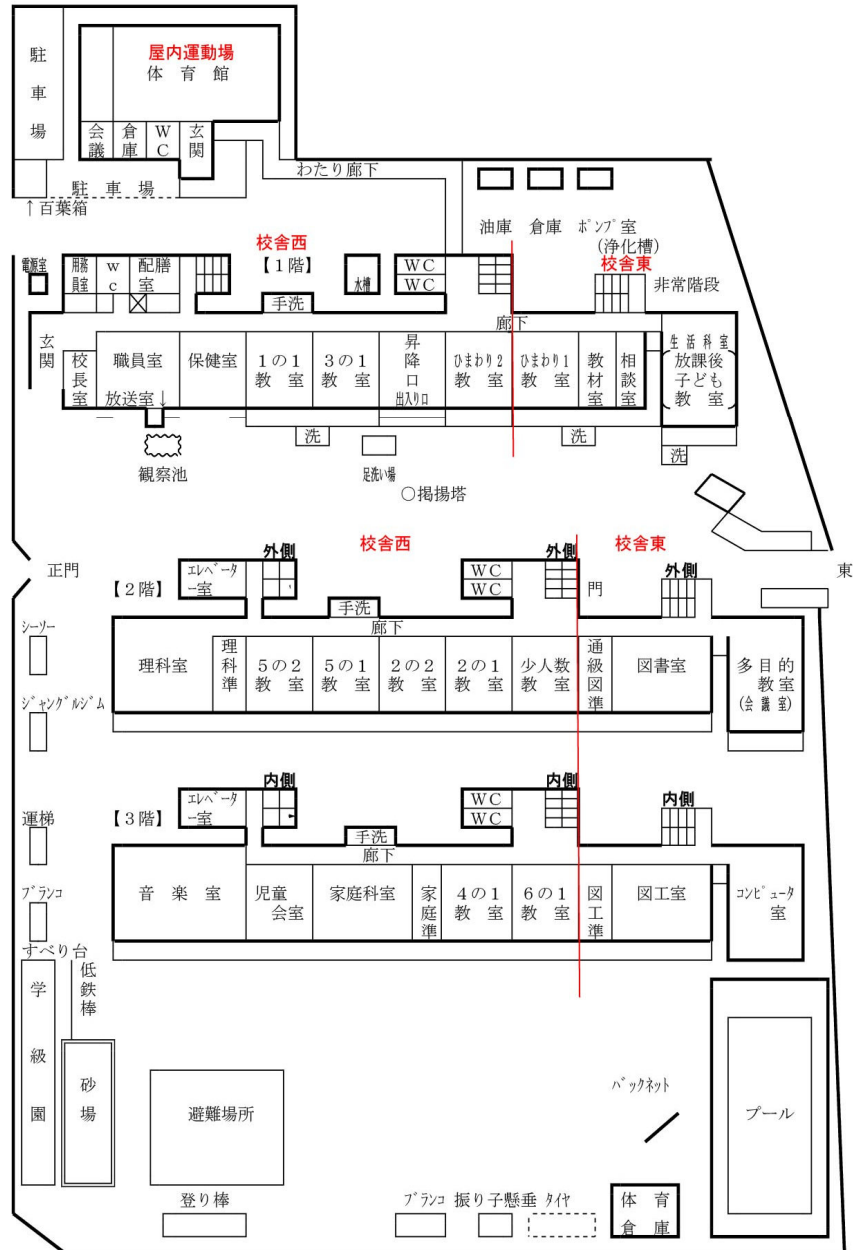 屋内運動場
体育館
駐車場
会議
倉庫
WC
玄関
わたり廊下
駐車場
↑百葉箱
油庫 倉庫 ポンプ室
(浄化槽)
校舎西
校舎東
【1階】
電源室
用務員室
wc
配膳室
手洗
水槽
WC
WC
非常階段
廊下
玄関
校長室
職員室
放送室↓
保健室
1の1教室
3の1教室
昇降口
出入り口
ひまわり2教室
ひまわり1教室
教材室
相談室
生活科室
放課後
子ども
教室
洗
洗
洗
観察池
足洗い場
○掲揚塔
校舎西
校舎東
正門
東
門
【2階】
エレベーター室
外側
手洗
WC
WC
外側
外側
廊下
シーソー
理科室
理科準
5の2教室
5の1教室
2の2教室
2の1教室
少人数教室
通級図準
図書室
多目的教室
(会議室)
ジャングルジム
【3階】
エレベーター室
内側
手洗
WC
WC
内側
内側
廊下
運梯
音楽室
児童会室
家庭科室
家庭準
4の1教室
6の1教室
図工準
図工室
コンピュータ室
ブランコ
すべり台
低鉄棒
学級園
砂場
避難場所
バックネット
プール
登り棒
ブランコ 振り子懸垂 タイヤ
体育倉庫